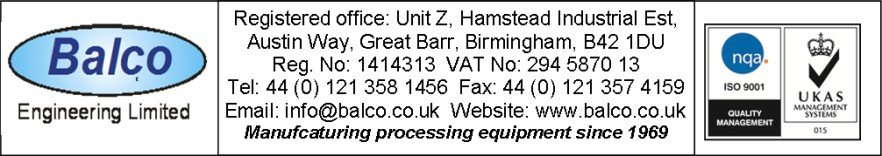 Balco
Engineering Limited
Registered office: Unit Z, Hamstead Industrial Est,
Austin Way, Great Barr, Birmingham, B42 1DU
Reg. No: 1414313  VAT No: 294 5870 13
Tel: 44 (0) 121 358 1456  Fax: 44 (0) 121 357 4159
Email: info@balco.co.uk  Website: www.balco.co.uk
Manufcaturing processing equipment since 1969
nqa.
ISO 9001
QUALITY
MANAGEMENT
UKAS
MANAGEMENT
SYSTEMS
015